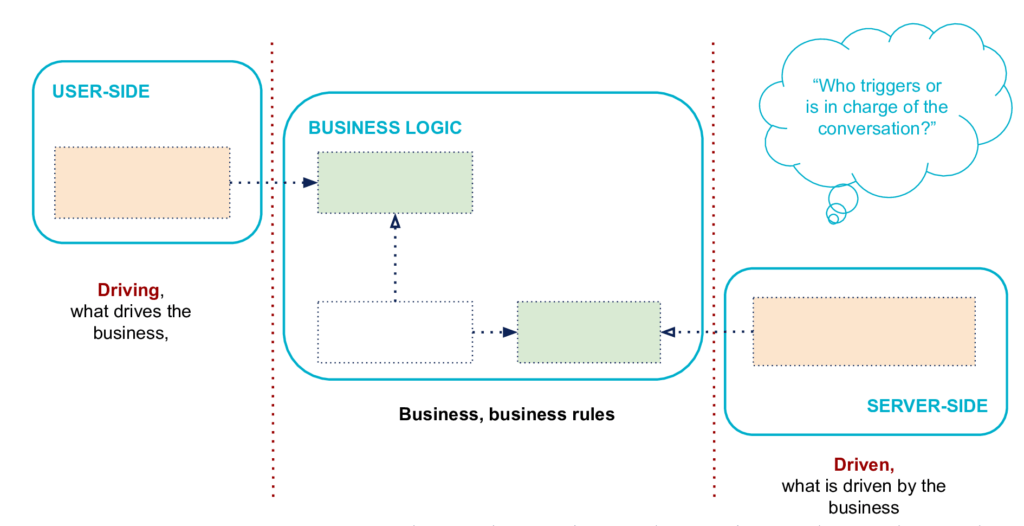 USER-SIDE
Driving,
what drives the
business,
BUSINESS LOGIC
Business, business rules
“Who triggers or
is in charge of the
conversation?”
SERVER-SIDE
Driven,
what is driven by the
business